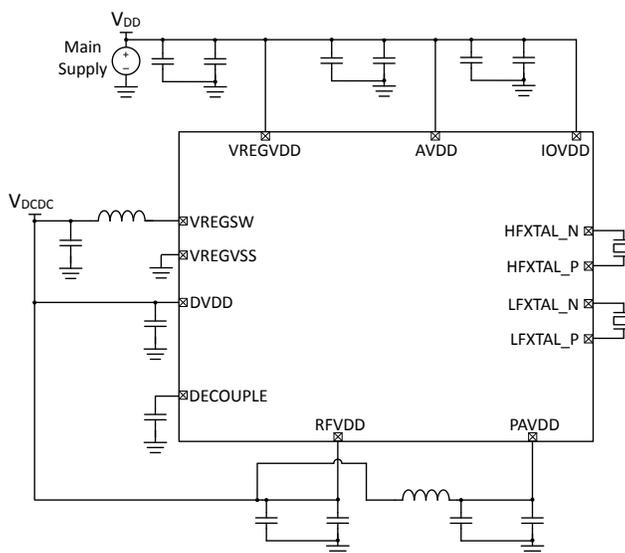 VDD
Main
Supply
+
–
VREGVDD
AVDD
IOVDD
VDCDC
VREGSW
VREGVSS
DVDD
DECOUPLE
HFXTAL_N
HFXTAL_P
LFXTAL_N
LFXTAL_P
RFVDD
PAVDD